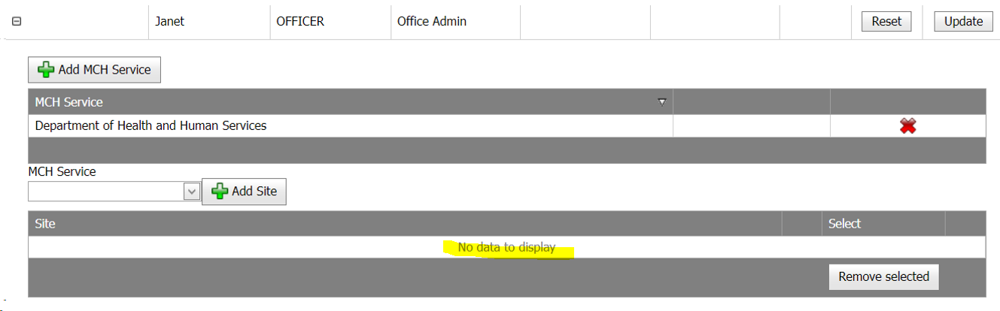 Janet OFFICER Office Admin Reset Update
Add MCH Service
MCH Service
Department of Health and Human Services
MCH Service
Add Site
Site Select
No data to display
Remove selected